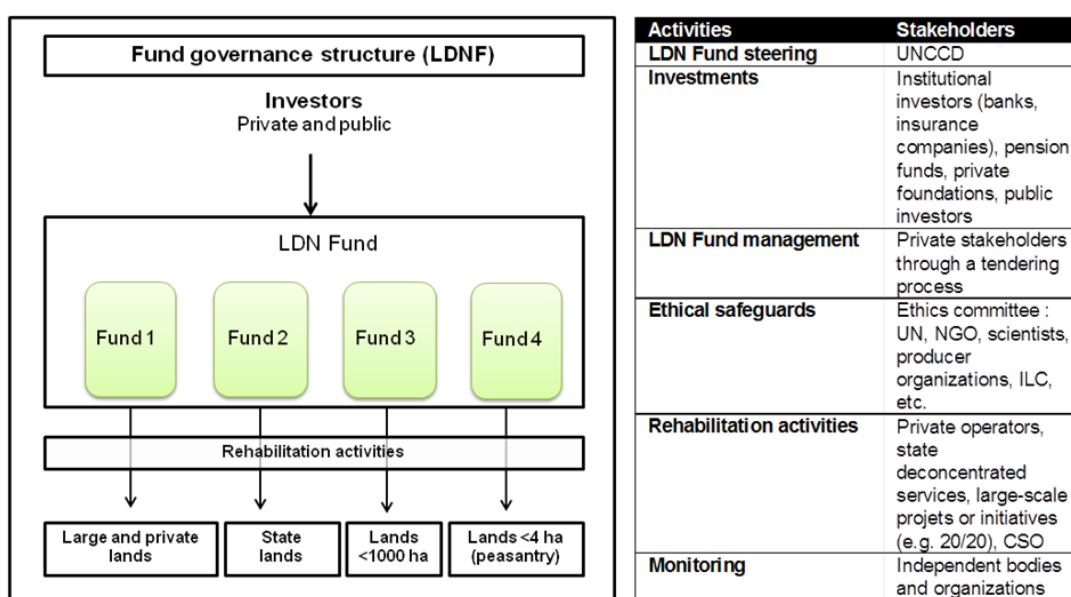 Fund governance structure (LDNF)
Investors
Private and public
LDN Fund
Fund 1
Fund 2
Fund 3
Fund 4
Rehabilitation activities
Large and private
lands
State
lands
Lands
<1000 ha
Lands <4 ha
(peasantry)
Activities
Stakeholders
LDN Fund steering
UNCCD
Investments
Institutional
investors (banks,
insurance
companies), pension
funds, private
foundations, public
investors
LDN Fund management
Private stakeholders
through a tendering
process
Ethical safeguards
Ethics committee :
UN, NGO, scientists,
producer
organizations, ILC,
etc.
Rehabilitation activities
Private operators,
state
deconcentrated
services, large-scale
projets or initiatives
(e.g. 20/20), CSO
Monitoring
Independent bodies
and organizations